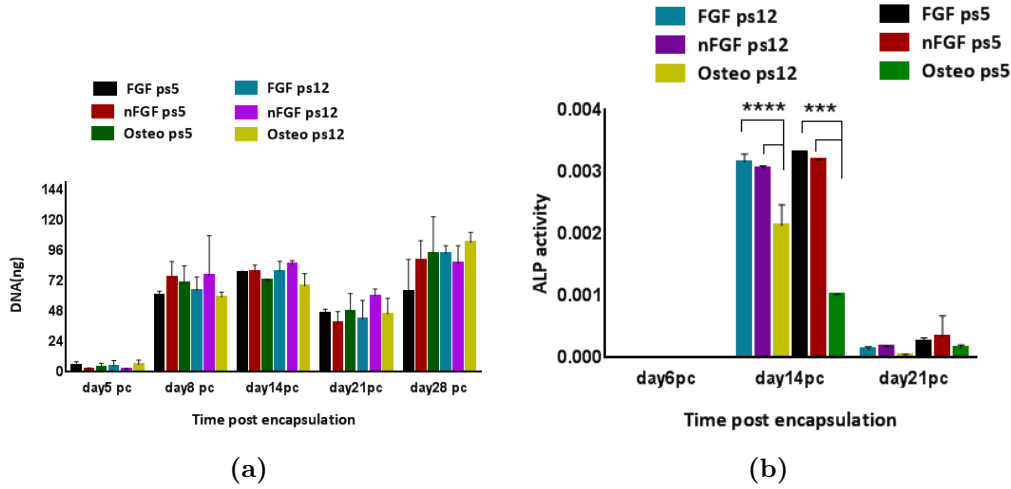 FGF ps5
nFGF ps5
Osteo ps5
FGF ps12
nFGF ps12
Osteo ps12
DNA(ng)
144
120
96
72
48
24
0
day5 pc
day8 pc
day14pc
day21pc
day28 pc
Time post encapsulation
(a)
FGF ps12
nFGF ps12
Osteo ps12
FGF ps5
nFGF ps5
Osteo ps5
ALP activity
0.004
0.003
0.002
0.001
0.000
****
***
day6pc
day14pc
day21pc
Time post encapsulation
(b)